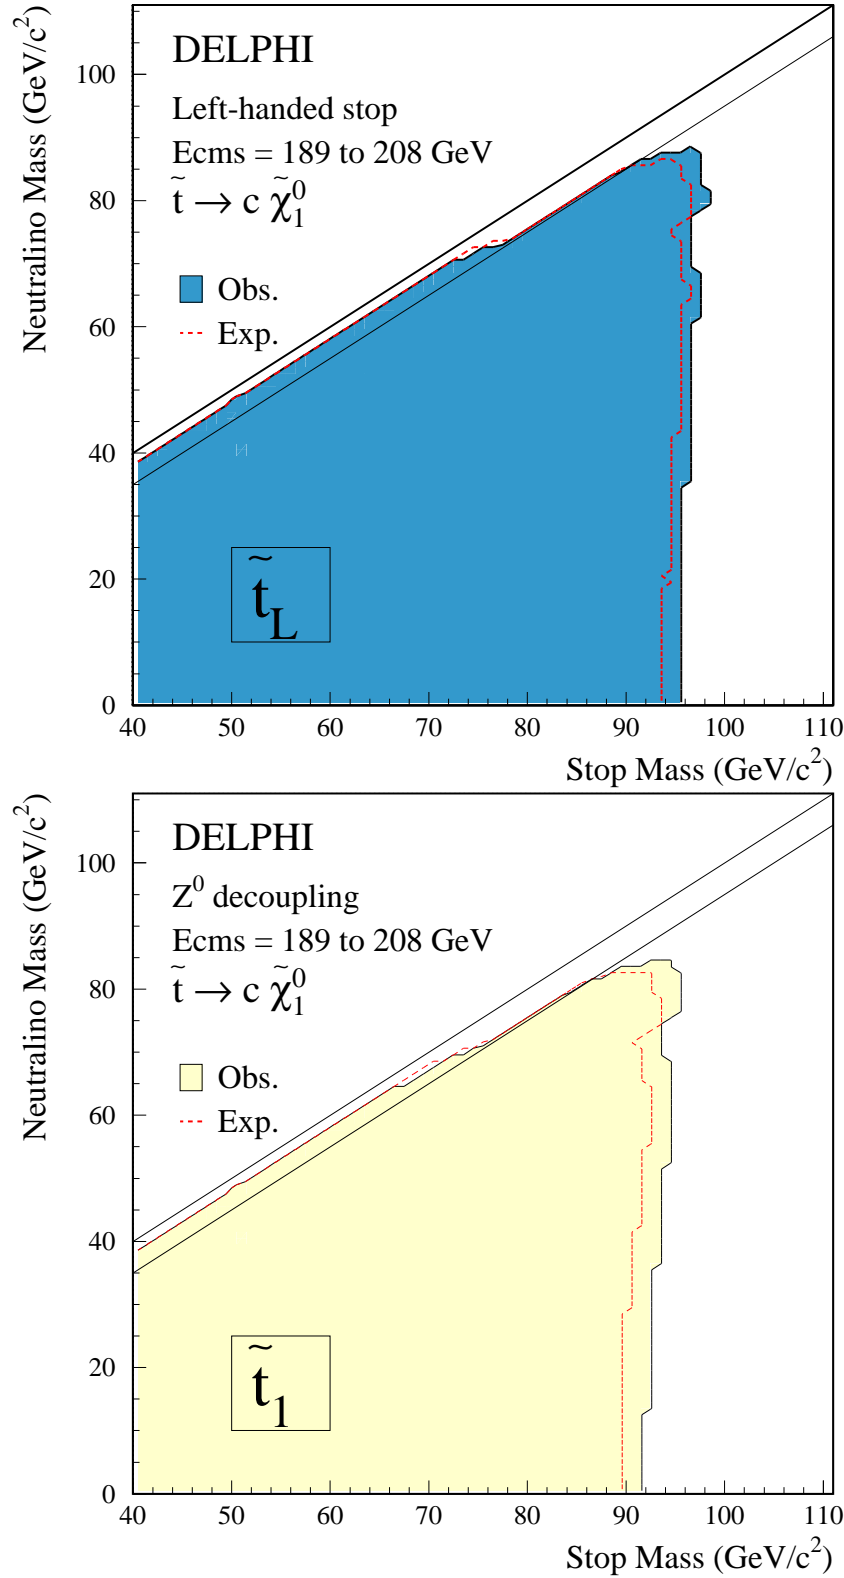 Neutralino Mass (GeV/c²)
DELPHI
Left-handed stop
Ecms = 189 to 208 GeV
t̃ → c χ̃₁⁰
Obs.
Exp.
t̃_L
100
80
60
40
20
0
40 50 60 70 80 90 100 110
Stop Mass (GeV/c²)
Neutralino Mass (GeV/c²)
DELPHI
Z⁰ decoupling
Ecms = 189 to 208 GeV
t̃ → c χ̃₁⁰
Obs.
Exp.
t̃₁
100
80
60
40
20
0
40 50 60 70 80 90 100 110
Stop Mass (GeV/c²)